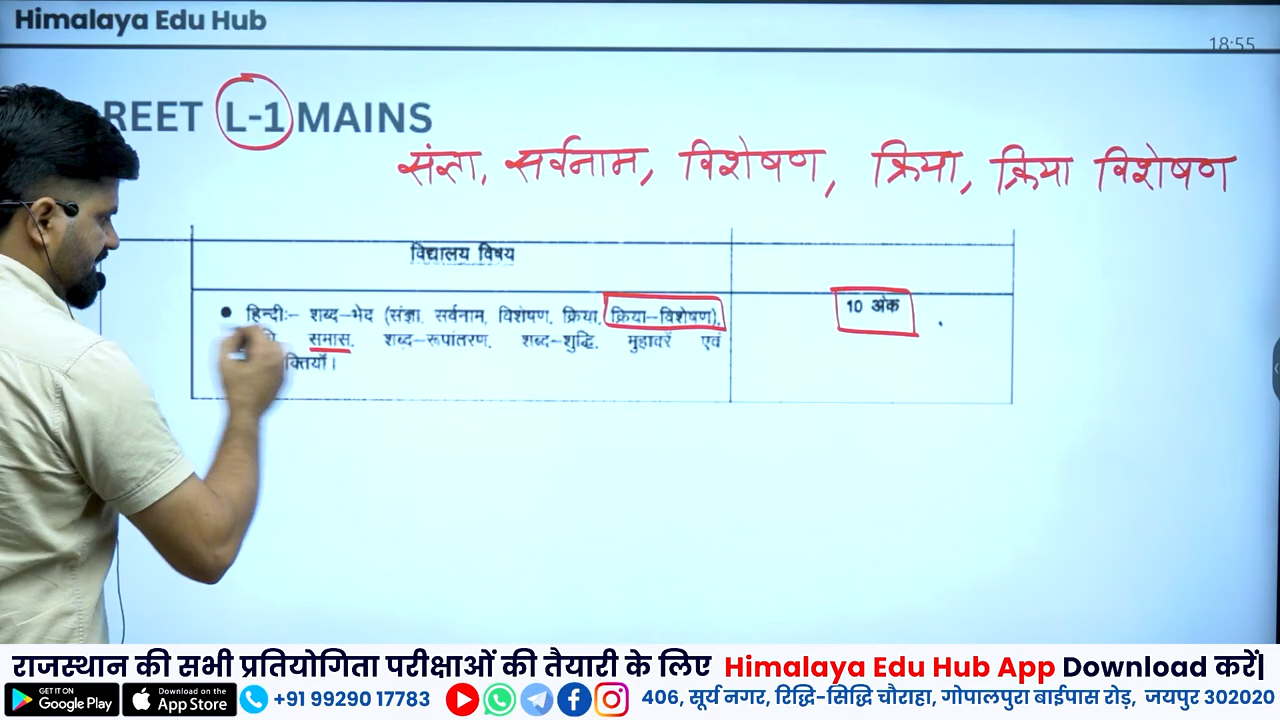 Himalaya Edu Hub
18:55
REET L-1 MAINS
संज्ञा, सर्वनाम, विशेषण, क्रिया, क्रिया विशेषण
विद्यालय विषय
हिन्दीः- शब्द-भेद (संज्ञा, सर्वनाम, विशेषण, क्रिया, क्रिया-विशेषण),
10 अंक
समास, शब्द-रूपांतरण, शब्द-शुद्धि, मुहावरें एवं
राजस्थान की सभी प्रतियोगिता परीक्षाओं की तैयारी के लिए Himalaya Edu Hub App Download करें|
GET IT ON Google Play
Download on the App Store
+91 99290 17783
406, सूर्य नगर, रिद्धि-सिद्धि चौराहा, गोपालपुरा बाईपास रोड़, जयपुर 302020